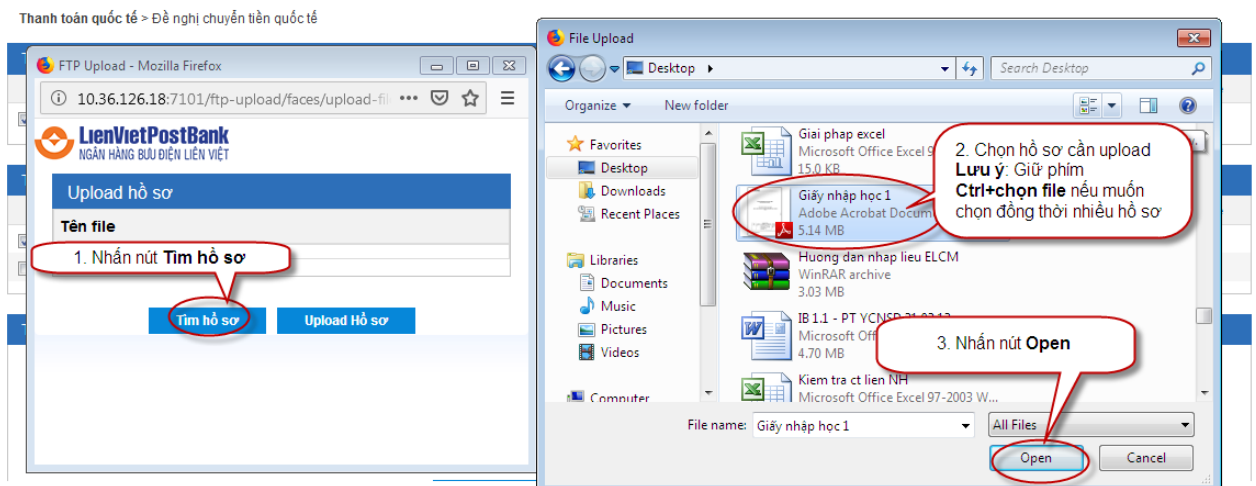 Thanh toán quốc tế > Đề nghị chuyển tiền quốc tế
FTP Upload - Mozilla Firefox
10.36.126.18:7101/ftp-upload/faces/upload-fil
LienVietPostBank
NGÂN HÀNG BƯU ĐIỆN LIÊN VIỆT
Upload hồ sơ
Tên file
1. Nhấn nút Tìm hồ sơ
Tìm hồ sơ
Upload Hồ sơ
File Upload
Desktop
Search Desktop
Organize
New folder
Favorites
Desktop
Downloads
Recent Places
Libraries
Documents
Music
Pictures
Videos
Computer
Giai phap excel
Microsoft Office Excel 9
15.0 KB
Giấy nhập học 1
Adobe Acrobat Docum
5.14 MB
Huong dan nhap lieu ELCM
WinRAR archive
3.03 MB
IB 1.1 - PT YCNSD 21.03.12
Microsoft Off
4.70 MB
Kiem tra ct lien NH
Microsoft Office Excel 97-2003 W...
2. Chọn hồ sơ cần upload
Lưu ý: Giữ phím
Ctrl+chọn file nếu muốn
chọn đồng thời nhiều hồ sơ
3. Nhấn nút Open
File name:
Giấy nhập học 1
All Files
Open
Cancel